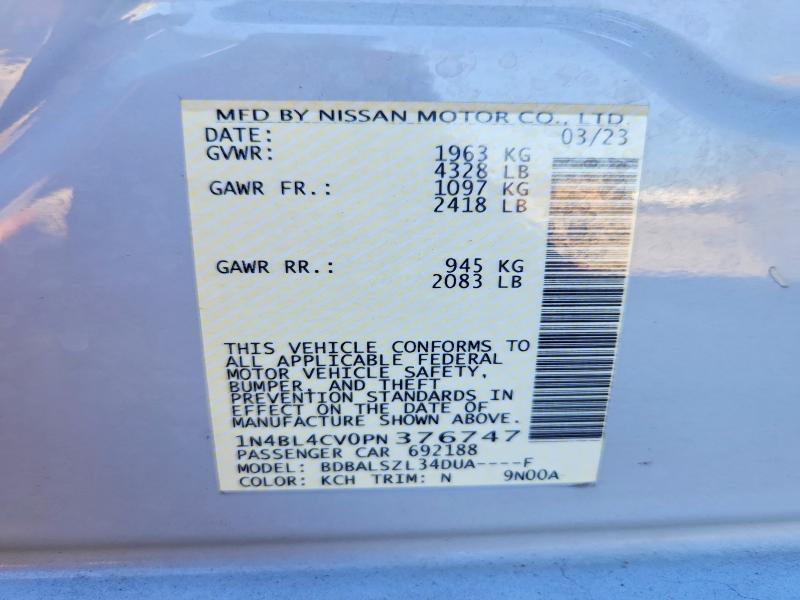 MFD BY NISSAN MOTOR CO., LTD.
DATE: 03/23
GVWR: 1963 KG
4328 LB
GAWR FR.: 1097 KG
2418 LB
GAWR RR.: 945 KG
2083 LB
THIS VEHICLE CONFORMS TO
ALL APPLICABLE FEDERAL
MOTOR VEHICLE SAFETY,
BUMPER, AND THEFT
PREVENTION STANDARDS IN
EFFECT ON THE DATE OF
MANUFACTURE SHOWN ABOVE.
1N4BL4CV0PN 376747
PASSENGER CAR 692188
MODEL: BDBALSZL34DUA----F
COLOR: KCH TRIM: N 9N00A